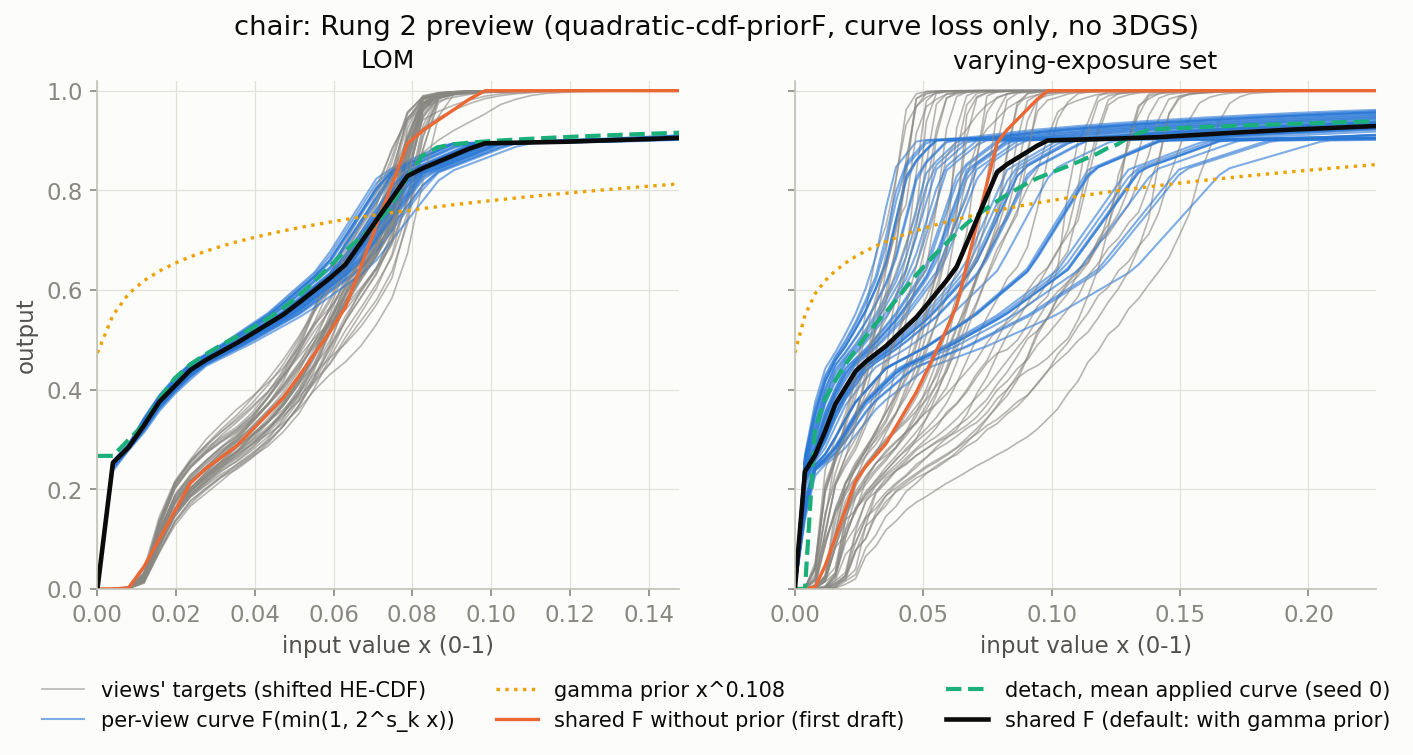 chair: Rung 2 preview (quadratic-cdf-priorF, curve loss only, no 3DGS)
LOM
varying-exposure set
output
1.0
0.8
0.6
0.4
0.2
0.0
0.00 0.02 0.04 0.06 0.08 0.10 0.12 0.14
0.00 0.05 0.10 0.15 0.20
input value x (0-1)
input value x (0-1)
views' targets (shifted HE-CDF)
per-view curve F(min(1, 2^s_k x))
gamma prior x^0.108
shared F without prior (first draft)
detach, mean applied curve (seed 0)
shared F (default: with gamma prior)